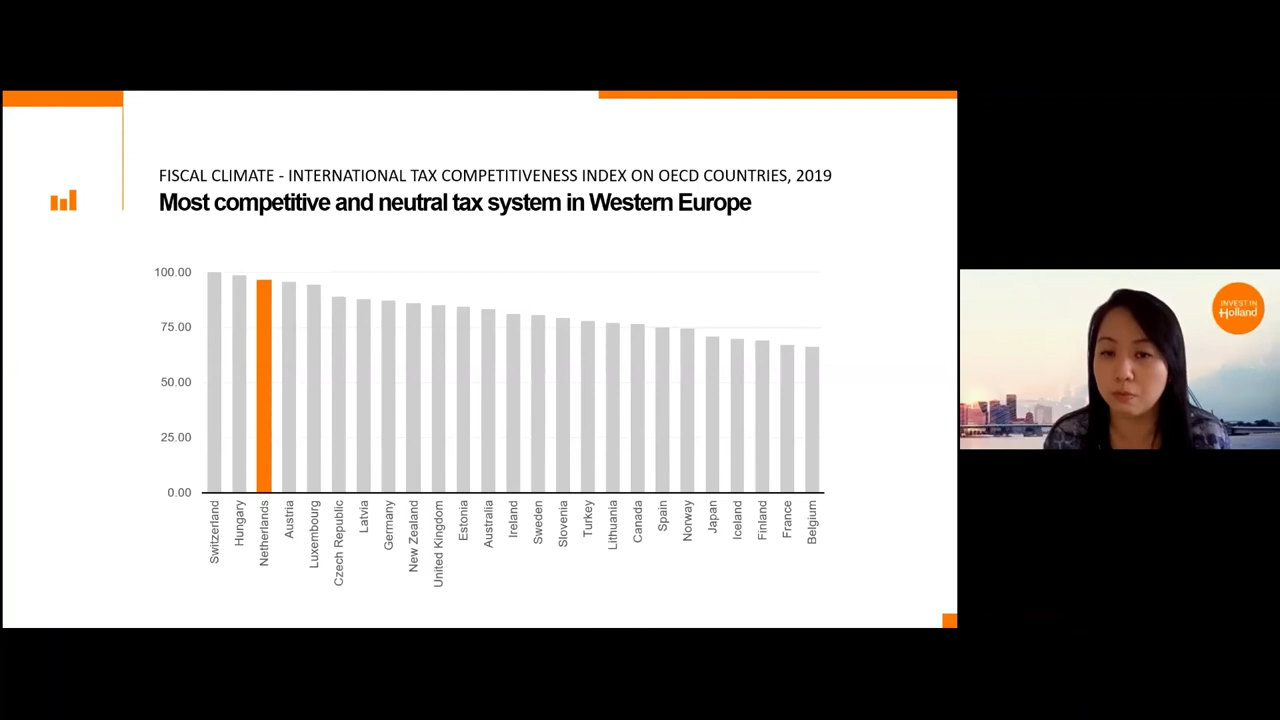 FISCAL CLIMATE - INTERNATIONAL TAX COMPETITIVENESS INDEX ON OECD COUNTRIES, 2019
Most competitive and neutral tax system in Western Europe
100.00
75.00
50.00
25.00
0.00
Switzerland
Hungary
Netherlands
Austria
Luxembourg
Czech Republic
Latvia
Germany
New Zealand
United Kingdom
Estonia
Australia
Ireland
Sweden
Slovenia
Turkey
Lithuania
Canada
Spain
Norway
Japan
Iceland
Finland
France
Belgium
INVEST IN
Holland